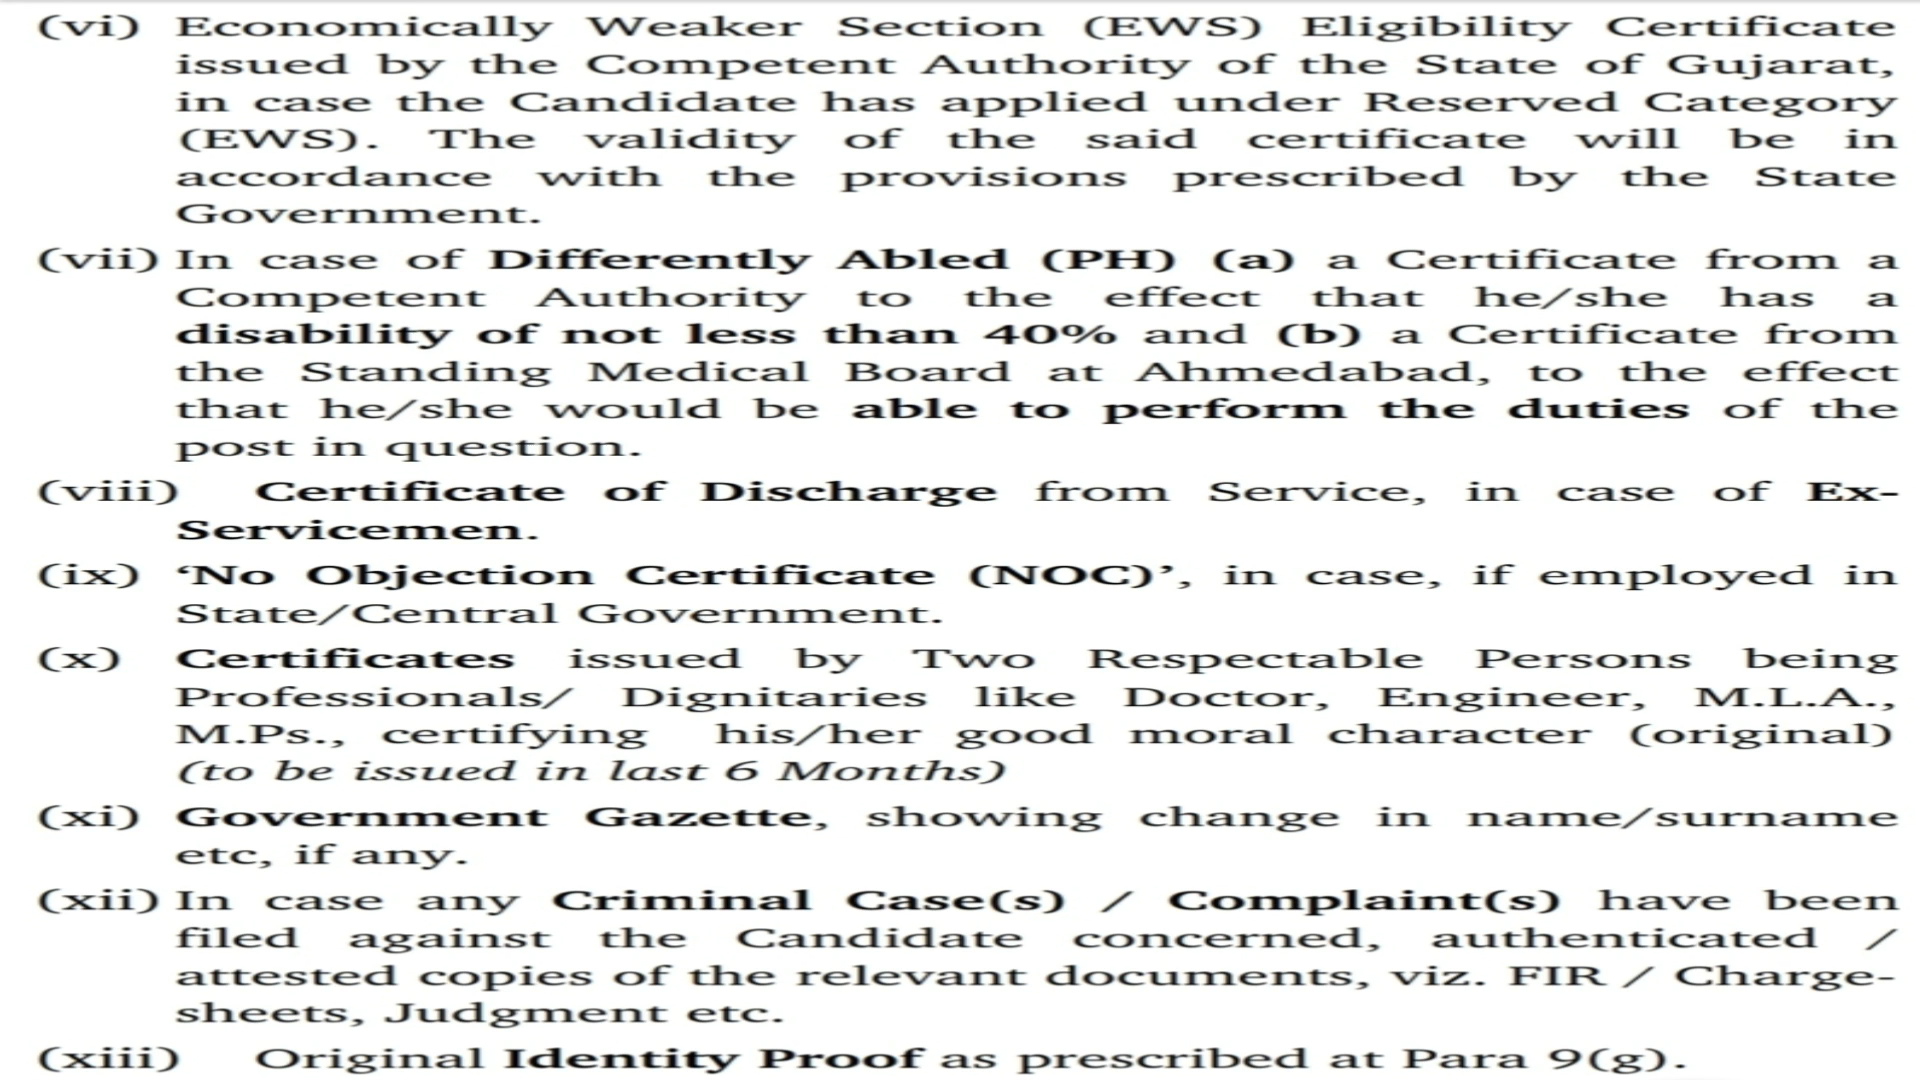 (vi) Economically Weaker Section (EWS) Eligibility Certificate
issued by the Competent Authority of the State of Gujarat,
in case the Candidate has applied under Reserved Category
(EWS). The validity of the said certificate will be in
accordance with the provisions prescribed by the State
Government.
(vii) In case of Differently Abled (PH) (a) a Certificate from a
Competent Authority to the effect that he/she has a
disability of not less than 40% and (b) a Certificate from
the Standing Medical Board at Ahmedabad, to the effect
that he/she would be able to perform the duties of the
post in question.
(viii) Certificate of Discharge from Service, in case of Ex-
Servicemen.
(ix) ‘No Objection Certificate (NOC)’, in case, if employed in
State/Central Government.
(x) Certificates issued by Two Respectable Persons being
Professionals/ Dignitaries like Doctor, Engineer, M.L.A.,
M.Ps., certifying his/her good moral character (original)
(to be issued in last 6 Months)
(xi) Government Gazette, showing change in name/surname
etc, if any.
(xii) In case any Criminal Case(s) / Complaint(s) have been
filed against the Candidate concerned, authenticated /
attested copies of the relevant documents, viz. FIR / Charge-
sheets, Judgment etc.
(xiii) Original Identity Proof as prescribed at Para 9(g).